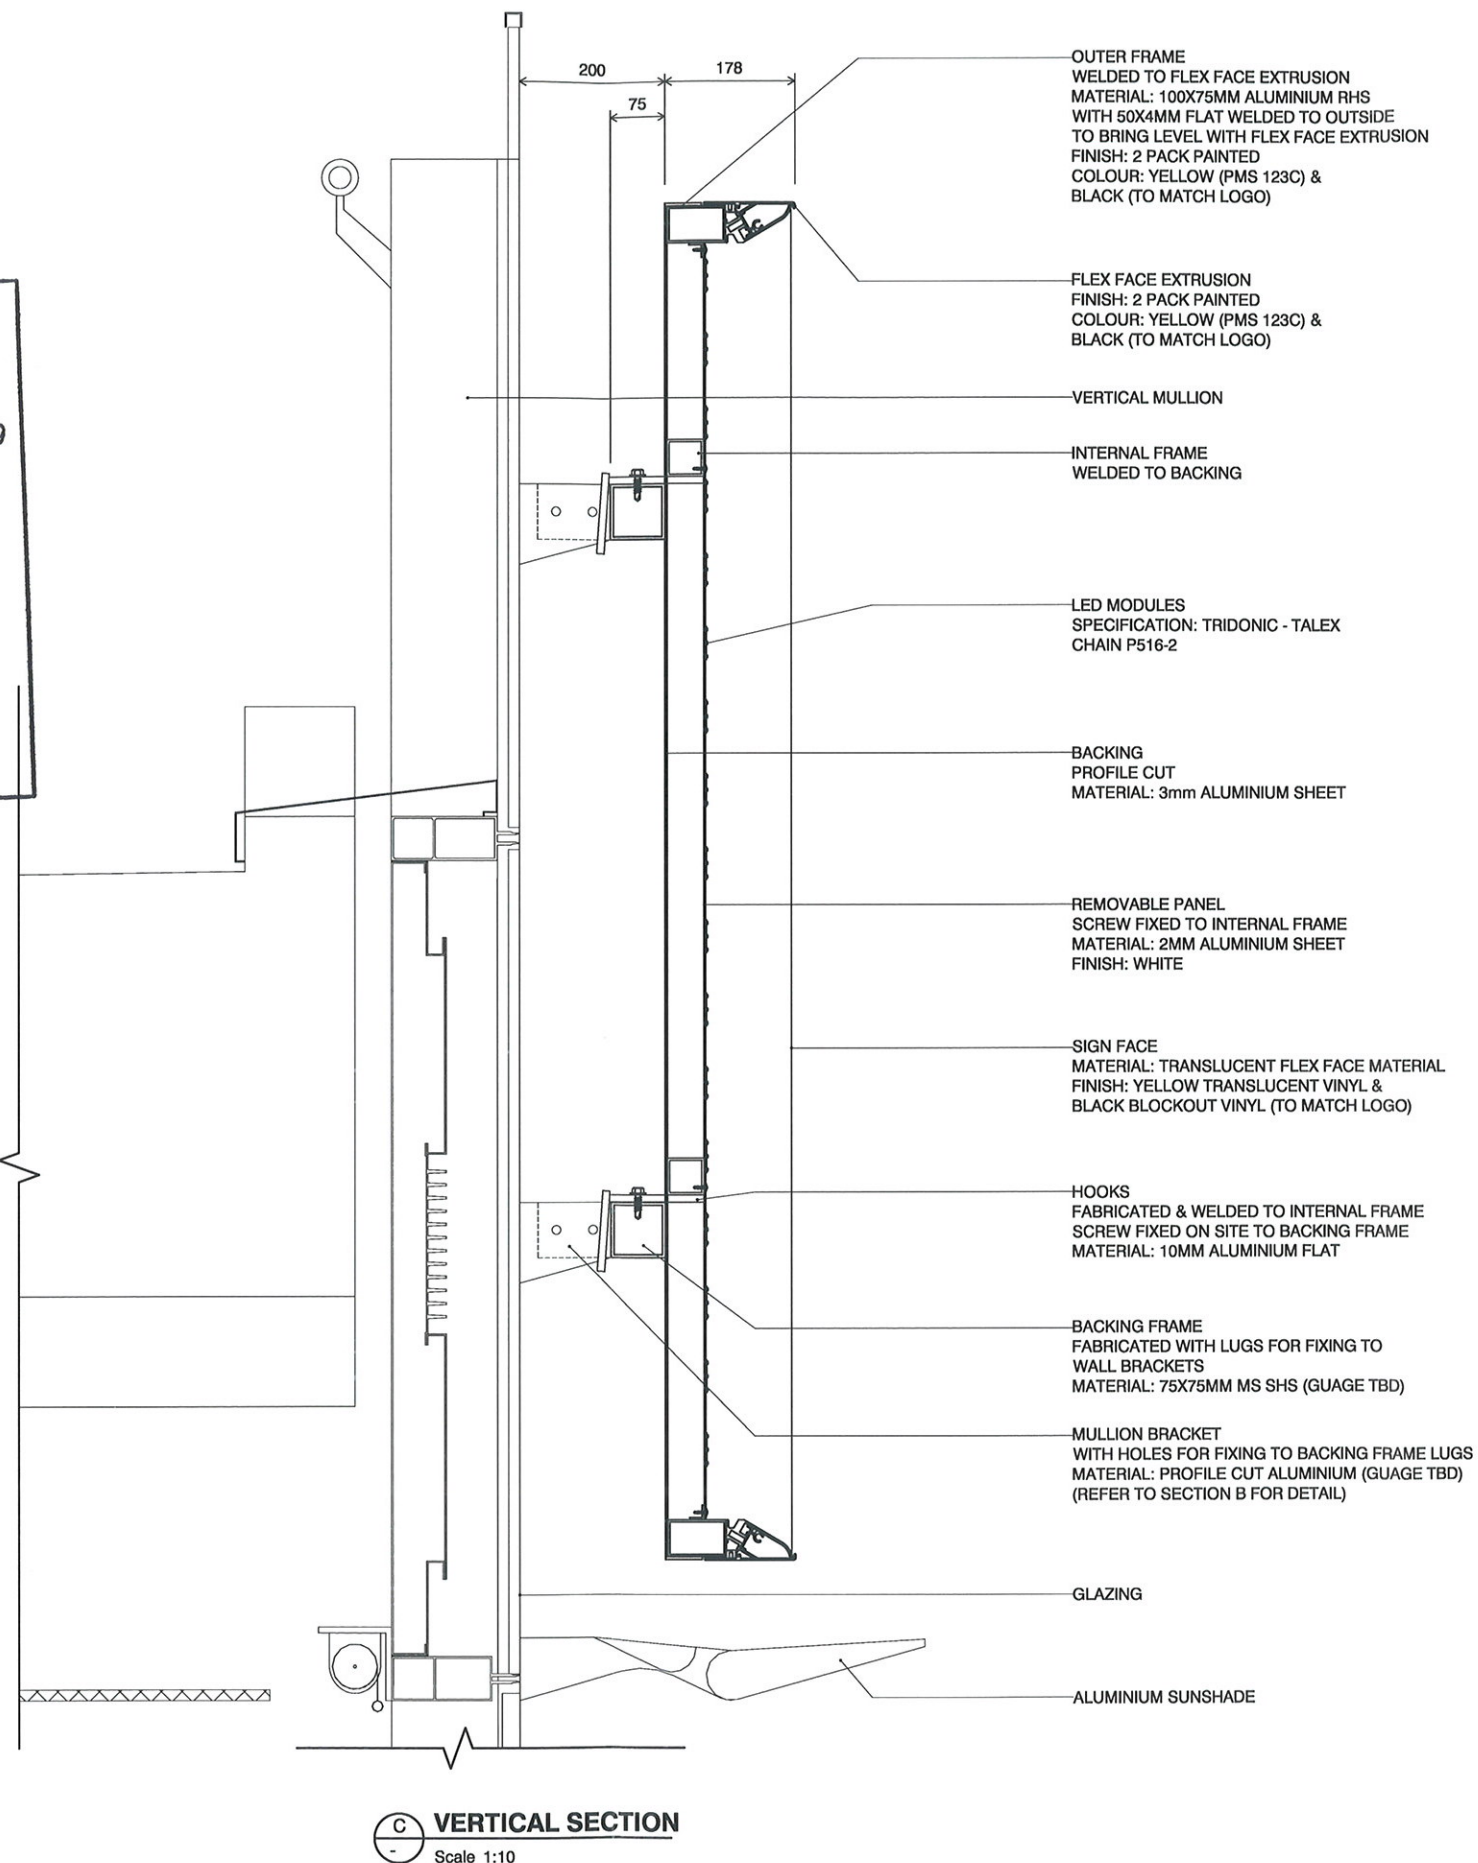 200
178
75
OUTER FRAME
WELDED TO FLEX FACE EXTRUSION
MATERIAL: 100X75MM ALUMINIUM RHS
WITH 50X4MM FLAT WELDED TO OUTSIDE
TO BRING LEVEL WITH FLEX FACE EXTRUSION
FINISH: 2 PACK PAINTED
COLOUR: YELLOW (PMS 123C) &
BLACK (TO MATCH LOGO)
FLEX FACE EXTRUSION
FINISH: 2 PACK PAINTED
COLOUR: YELLOW (PMS 123C) &
BLACK (TO MATCH LOGO)
VERTICAL MULLION
INTERNAL FRAME
WELDED TO BACKING
LED MODULES
SPECIFICATION: TRIDONIC - TALEX
CHAIN P516-2
BACKING
PROFILE CUT
MATERIAL: 3mm ALUMINIUM SHEET
REMOVABLE PANEL
SCREW FIXED TO INTERNAL FRAME
MATERIAL: 2MM ALUMINIUM SHEET
FINISH: WHITE
SIGN FACE
MATERIAL: TRANSLUCENT FLEX FACE MATERIAL
FINISH: YELLOW TRANSLUCENT VINYL &
BLACK BLOCKOUT VINYL (TO MATCH LOGO)
HOOKS
FABRICATED & WELDED TO INTERNAL FRAME
SCREW FIXED ON SITE TO BACKING FRAME
MATERIAL: 10MM ALUMINIUM FLAT
BACKING FRAME
FABRICATED WITH LUGS FOR FIXING TO
WALL BRACKETS
MATERIAL: 75X75MM MS SHS (GUAGE TBD)
MULLION BRACKET
WITH HOLES FOR FIXING TO BACKING FRAME LUGS
MATERIAL: PROFILE CUT ALUMINIUM (GUAGE TBD)
(REFER TO SECTION B FOR DETAIL)
GLAZING
ALUMINIUM SUNSHADE
C
-
VERTICAL SECTION
Scale 1:10